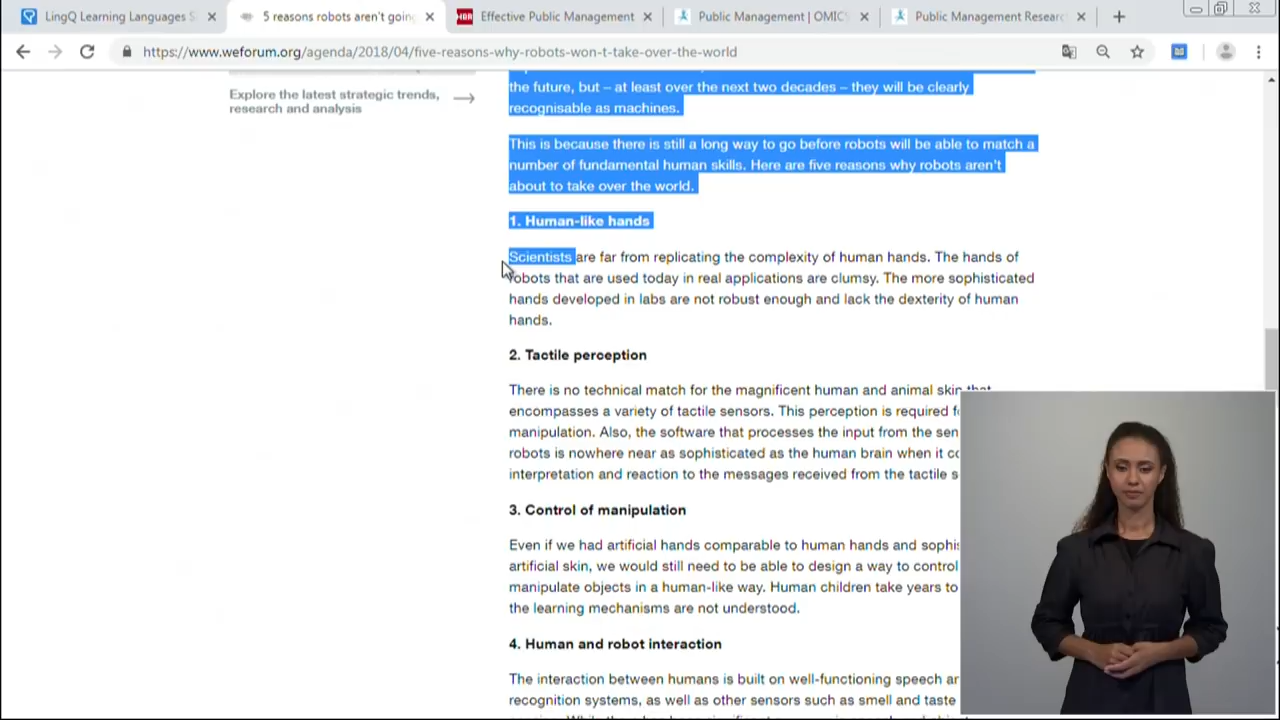 LingQ Learning Languages S
5 reasons robots aren't goin
HBR Effective Public Management
Public Management | OMICS
Public Management Researc
https://www.weforum.org/agenda/2018/04/five-reasons-why-robots-won-t-take-over-the-world
Explore the latest strategic trends,
research and analysis
the future, but – at least over the next two decades – they will be clearly
recognisable as machines.
This is because there is still a long way to go before robots will be able to match a
number of fundamental human skills. Here are five reasons why robots aren't
about to take over the world.
1. Human-like hands
Scientists are far from replicating the complexity of human hands. The hands of
robots that are used today in real applications are clumsy. The more sophisticated
hands developed in labs are not robust enough and lack the dexterity of human
hands.
2. Tactile perception
There is no technical match for the magnificent human and animal skin that
encompasses a variety of tactile sensors. This perception is required f
manipulation. Also, the software that processes the input from the sen
robots is nowhere near as sophisticated as the human brain when it co
interpretation and reaction to the messages received from the tactile s
3. Control of manipulation
Even if we had artificial hands comparable to human hands and sophis
artificial skin, we would still need to be able to design a way to control
manipulate objects in a human-like way. Human children take years to
the learning mechanisms are not understood.
4. Human and robot interaction
The interaction between humans is built on well-functioning speech an
recognition systems, as well as other sensors such as smell and taste